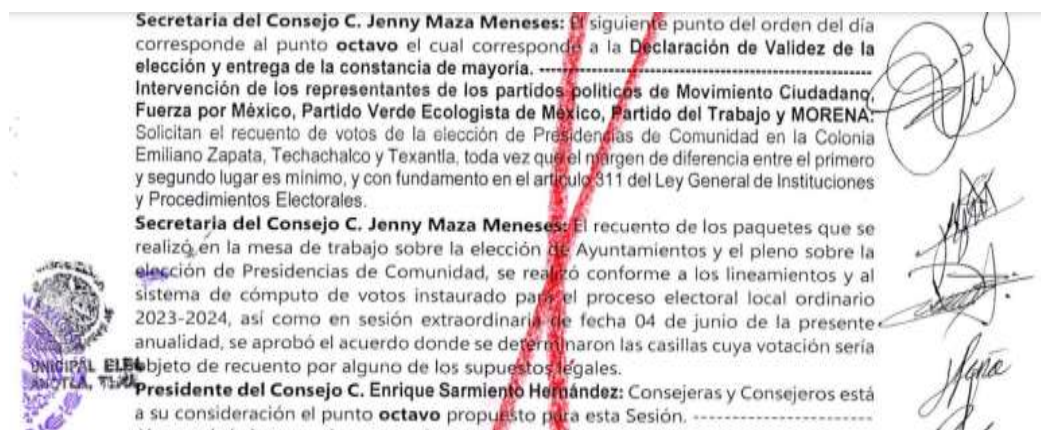 Secretaria del Consejo C. Jenny Maza Meneses: El siguiente punto del orden del día
corresponde al punto octavo el cual corresponde a la Declaración de Validez de la
elección y entrega de la constancia de mayoría. ------------------------------------------------
Intervención de los representantes de los partidos políticos de Movimiento Ciudadano,
Fuerza por México, Partido Verde Ecologista de México, Partido del Trabajo y MORENA:
Solicitan el recuento de votos de la elección de Presidencias de Comunidad en la Colonia
Emiliano Zapata, Techachalco y Texantla, toda vez que el margen de diferencia entre el primero
y segundo lugar es mínimo, y con fundamento en el artículo 311 del Ley General de Instituciones
y Procedimientos Electorales.
Secretaria del Consejo C. Jenny Maza Meneses: El recuento de los paquetes que se
realizó en la mesa de trabajo sobre la elección de Ayuntamientos y el pleno sobre la
elección de Presidencias de Comunidad, se realizó conforme a los lineamientos y al
sistema de cómputo de votos instaurado para el proceso electoral local ordinario
2023-2024, así como en sesión extraordinaria de fecha 04 de junio de la presente
anualidad, se aprobó el acuerdo donde se determinaron las casillas cuya votación sería
objeto de recuento por alguno de los supuestos legales.
Presidente del Consejo C. Enrique Sarmiento Hernández: Consejeras y Consejeros está
a su consideración el punto octavo propuesto para esta Sesión. -------------------------